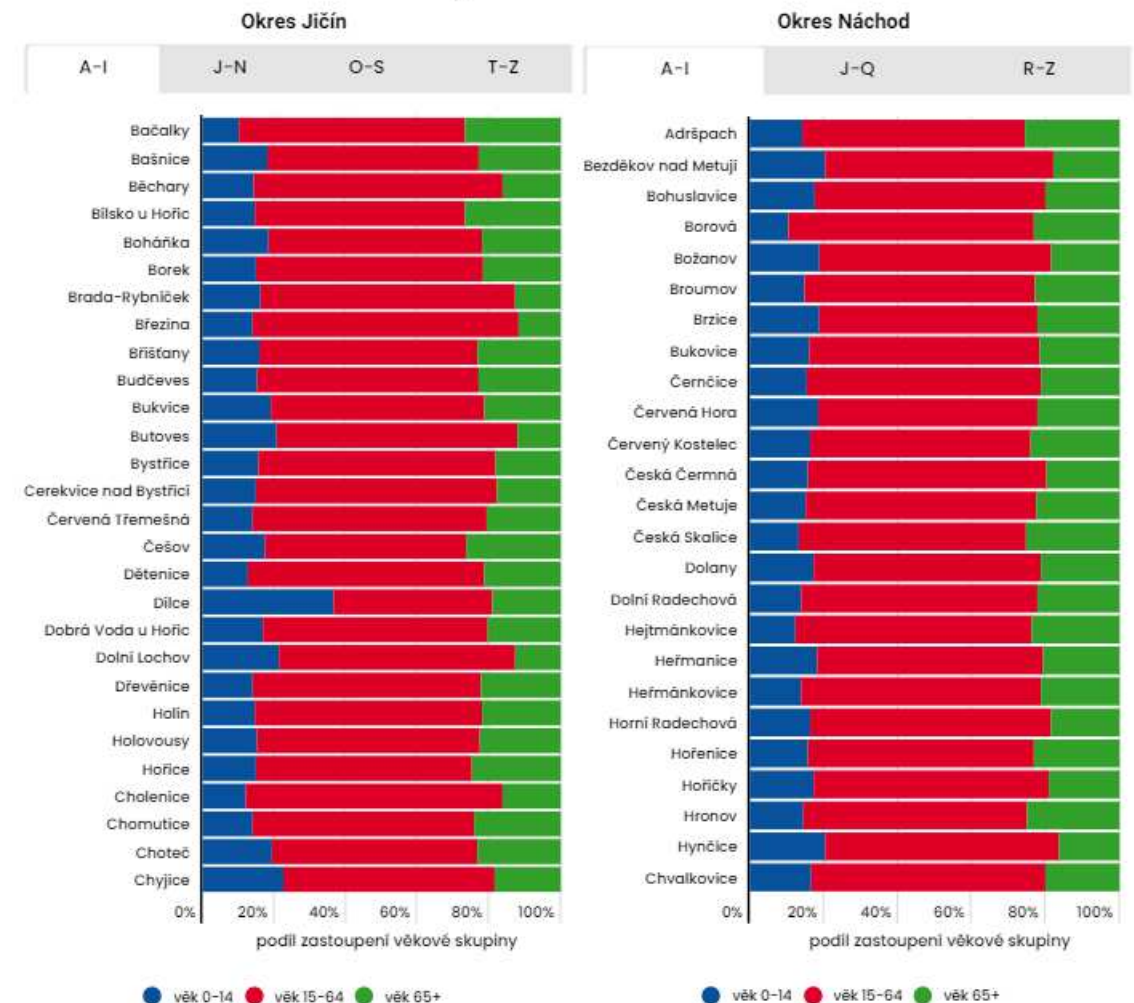 Okres Jičín
A-I
J-N
O-S
T-Z
Bačalky
Bašnice
Běchary
Bílsko u Hořic
Boháňka
Borek
Brada-Rybníček
Březina
Bříšťany
Budčeves
Bukvice
Butoves
Bystřice
Cerekvice nad Bystřicí
Červená Třemešná
Češov
Dětenice
Dílce
Dobrá Voda u Hořic
Dolní Lochov
Dřevěnice
Holín
Holovousy
Hořice
Cholenice
Chomutice
Choteč
Chyjice
0%
20%
40%
60%
80%
100%
podíl zastoupení věkové skupiny
věk 0-14
věk 15-64
věk 65+
Okres Náchod
A-I
J-Q
R-Z
Adršpach
Bezděkov nad Metují
Bohuslavice
Borová
Božanov
Broumov
Brzice
Bukovice
Černčice
Červená Hora
Červený Kostelec
Česká Čermná
Česká Metuje
Česká Skalice
Dolany
Dolní Radechová
Hejtmánkovice
Heřmanice
Heřmánkovice
Horní Radechová
Hořenice
Hořičky
Hronov
Hynčice
Chvalkovice
0%
20%
40%
60%
80%
100%
podíl zastoupení věkové skupiny
věk 0-14
věk 15-64
věk 65+